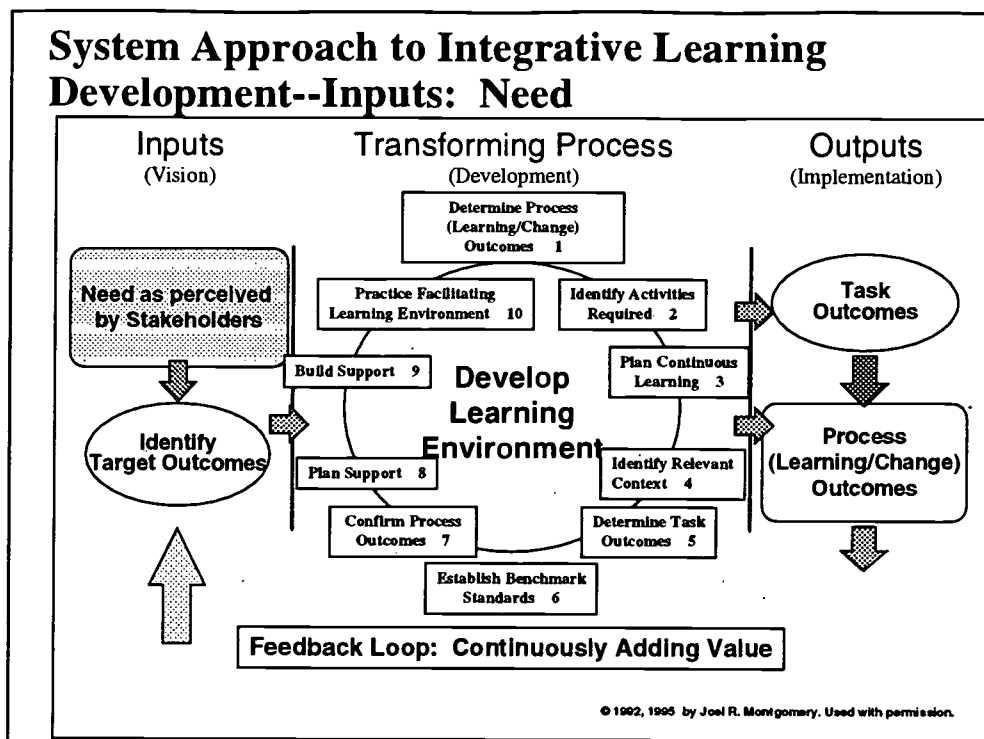 System Approach to Integrative Learning
Development--Inputs: Need
Inputs
(Vision)
Transforming Process
(Development)
Outputs
(Implementation)
Need as perceived
by Stakeholders
Identify
Target Outcomes
Determine Process
(Learning/Change)
Outcomes 1
Identify Activities
Required 2
Plan Continuous
Learning 3
Identify Relevant
Context 4
Determine Task
Outcomes 5
Establish Benchmark
Standards 6
Confirm Process
Outcomes 7
Plan Support 8
Build Support 9
Practice Facilitating
Learning Environment 10
Develop
Learning
Environment
Task
Outcomes
Process
(Learning/Change)
Outcomes
Feedback Loop: Continuously Adding Value
© 1992, 1995 by Joel R. Montgomery. Used with permission.